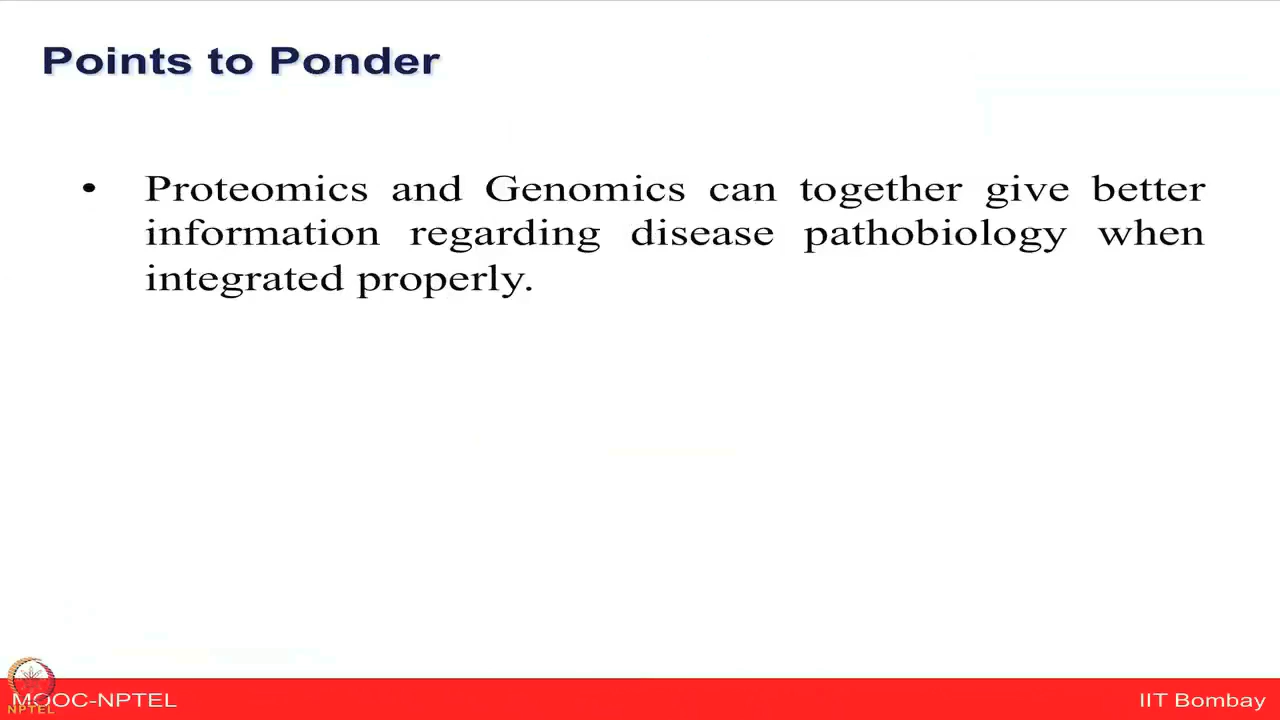 Points to Ponder
• Proteomics and Genomics can together give better
information regarding disease pathobiology when
integrated properly.
MOOC-NPTEL
NPTEL
IIT Bombay